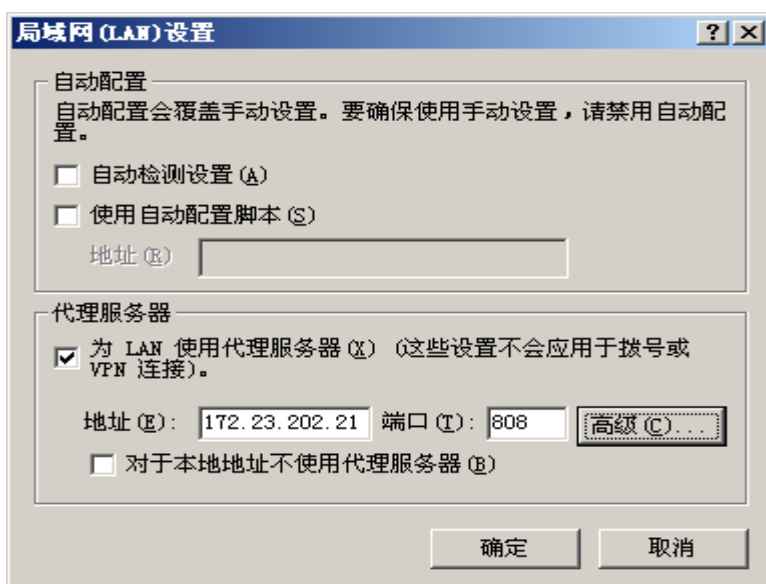 局域网(LAN)设置
自动配置
自动配置会覆盖手动设置。要确保使用手动设置，请禁用自动配
置。
自动检测设置(A)
使用自动配置脚本(S)
地址(R)
代理服务器
为 LAN 使用代理服务器(X) (这些设置不会应用于拨号或
VPN 连接)。
地址(E): 172.23.202.21 端口(T): 808 高级(C)...
对于本地地址不使用代理服务器(B)
确定 取消